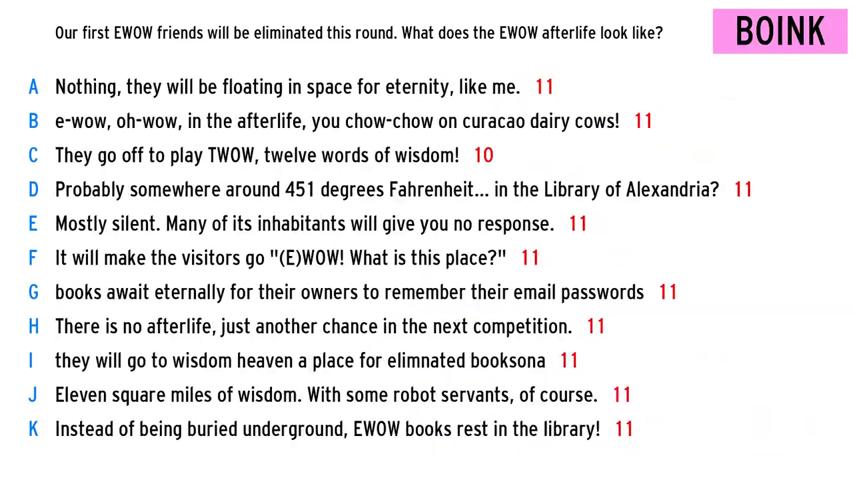 Our first EWOW friends will be eliminated this round. What does the EWOW afterlife look like?
BOINK
A Nothing, they will be floating in space for eternity, like me. 11
B e-wow, oh-wow, in the afterlife, you chow-chow on curacao dairy cows! 11
C They go off to play TWOW, twelve words of wisdom! 10
D Probably somewhere around 451 degrees Fahrenheit... in the Library of Alexandria? 11
E Mostly silent. Many of its inhabitants will give you no response. 11
F It will make the visitors go "(E)WOW! What is this place?" 11
G books await eternally for their owners to remember their email passwords 11
H There is no afterlife, just another chance in the next competition. 11
I they will go to wisdom heaven a place for elimnated booksona 11
J Eleven square miles of wisdom. With some robot servants, of course. 11
K Instead of being buried underground, EWOW books rest in the library! 11